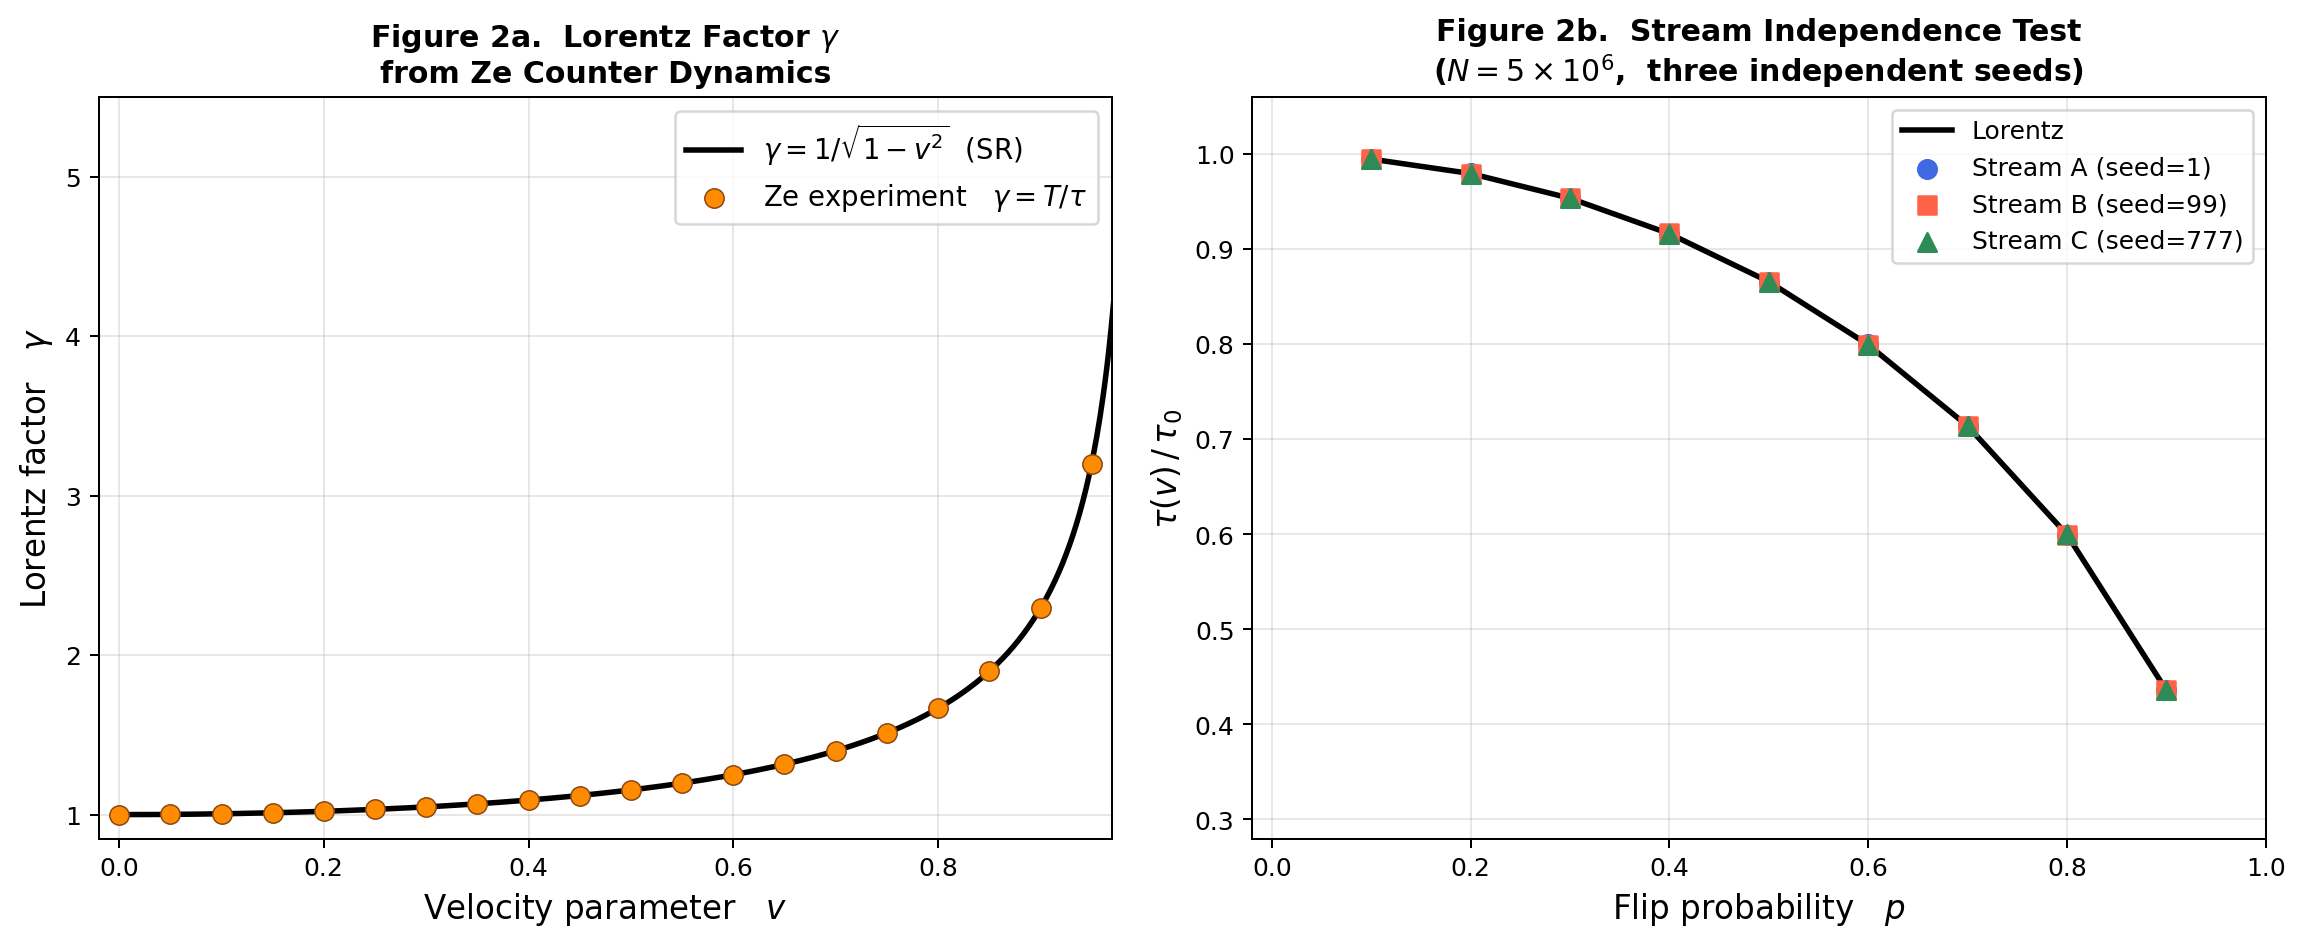 Figure 2a. Lorentz Factor γ
from Ze Counter Dynamics
γ = 1/√1 − v² (SR)
Ze experiment γ = T/τ
5
4
3
2
1
Lorentz factor γ
0.0 0.2 0.4 0.6 0.8
Velocity parameter v
Figure 2b. Stream Independence Test
(N = 5 × 10⁶, three independent seeds)
Lorentz
Stream A (seed=1)
Stream B (seed=99)
Stream C (seed=777)
1.0
0.9
0.8
0.7
0.6
0.5
0.4
0.3
τ(v) / τ₀
0.0 0.2 0.4 0.6 0.8 1.0
Flip probability p